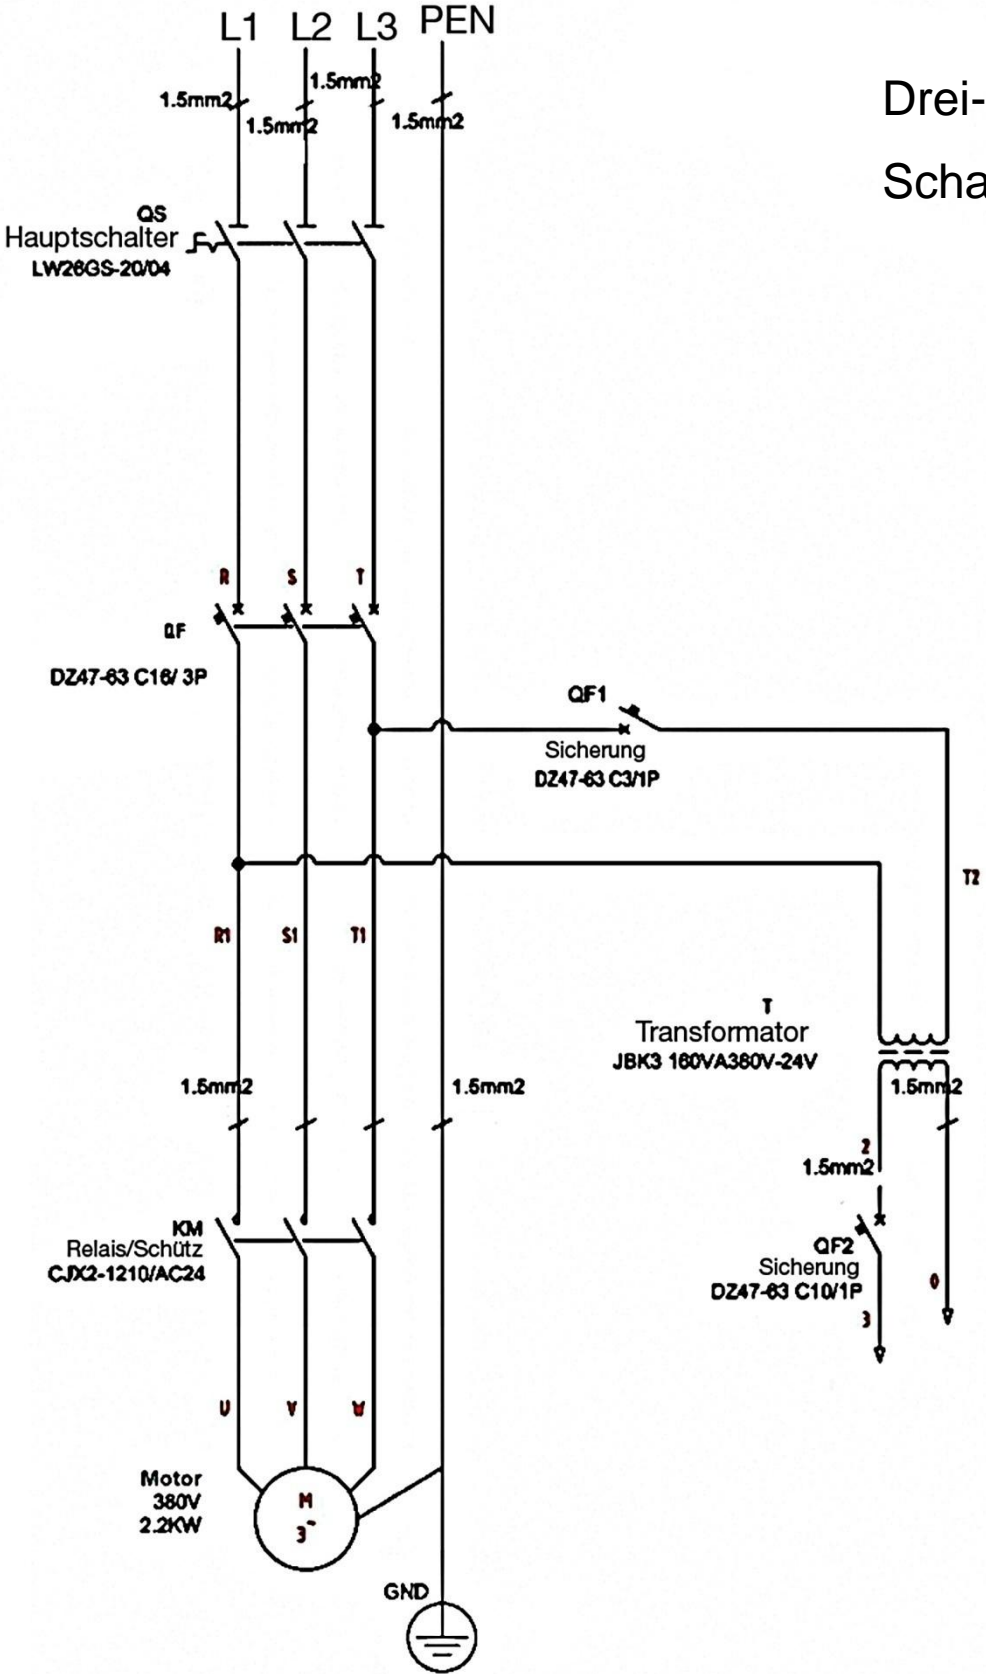 L1 L2 L3 PEN
1.5mm2
1.5mm2
1.5mm2
1.5mm2
Drei-
Scha
QS
Hauptschalter
LW26GS-20/04
R S T
QF
DZ47-63 C16/ 3P
QF1
Sicherung
DZ47-63 C3/1P
T2
R1 S1 T1
T
Transformator
JBK3 160VA380V-24V
1.5mm2
1.5mm2
1.5mm2
2
1.5mm2
KM
Relais/Schütz
CJX2-1210/AC24
QF2
Sicherung
DZ47-63 C10/1P
0
3
U V W
Motor
380V
2.2KW
M
3~
GND